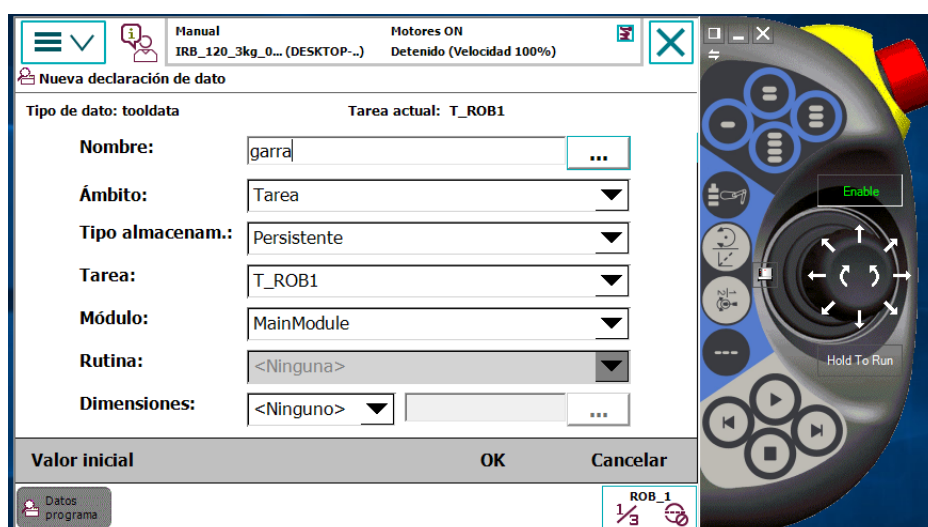 Manual
IRB_120_3kg_0... (DESKTOP-..)
Motores ON
Detenido (Velocidad 100%)
Nueva declaración de dato
Tipo de dato: tooldata
Tarea actual: T_ROB1
Nombre: garra ...
Ámbito: Tarea
Tipo almacenam.: Persistente
Tarea: T_ROB1
Módulo: MainModule
Rutina: <Ninguna>
Dimensiones: <Ninguno> ...
Valor inicial OK Cancelar
Datos
programa
ROB_1
1/3
Enable
Hold To Run